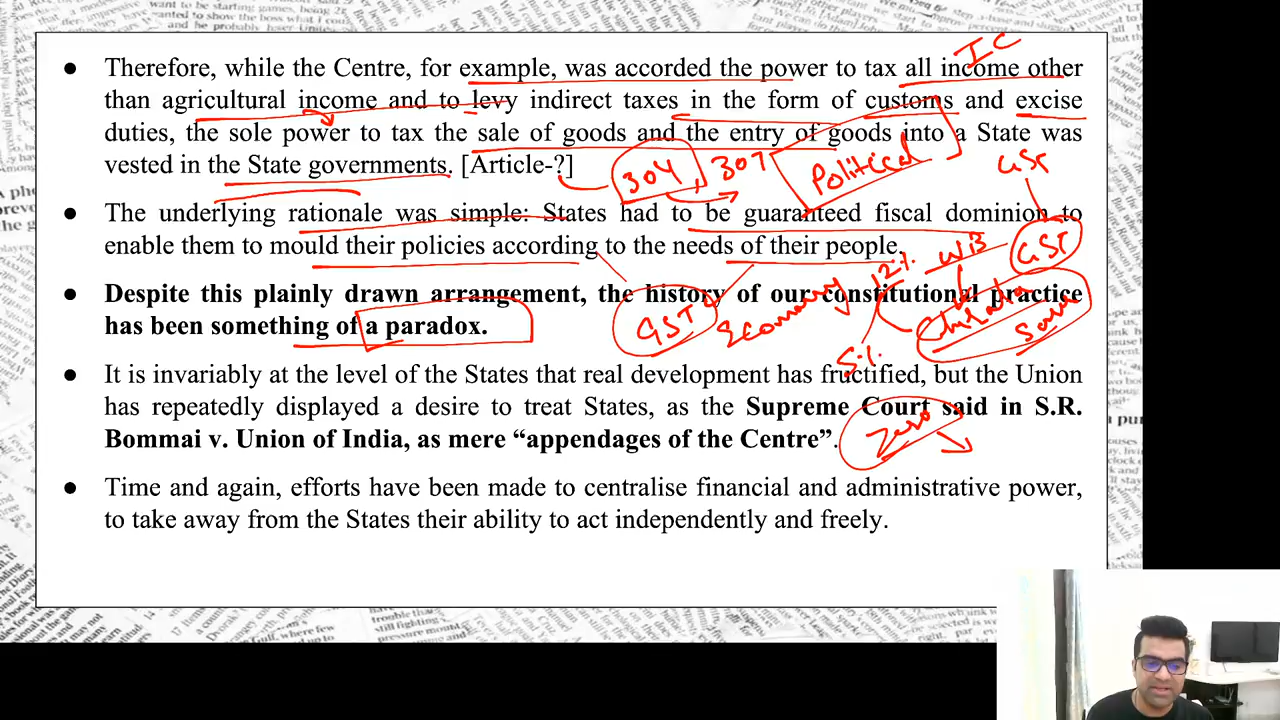 ● Therefore, while the Centre, for example, was accorded the power to tax all income other
than agricultural income and to levy indirect taxes in the form of customs and excise
duties, the sole power to tax the sale of goods and the entry of goods into a State was
vested in the State governments. [Article-?]
● The underlying rationale was simple: States had to be guaranteed fiscal dominion to
enable them to mould their policies according to the needs of their people.
● Despite this plainly drawn arrangement, the history of our constitutional practice
has been something of a paradox.
● It is invariably at the level of the States that real development has fructified, but the Union
has repeatedly displayed a desire to treat States, as the Supreme Court said in S.R.
Bommai v. Union of India, as mere “appendages of the Centre”.
● Time and again, efforts have been made to centralise financial and administrative power,
to take away from the States their ability to act independently and freely.
304, 307
Political
GST
WB
GST
12%
Economy
5%
Zero